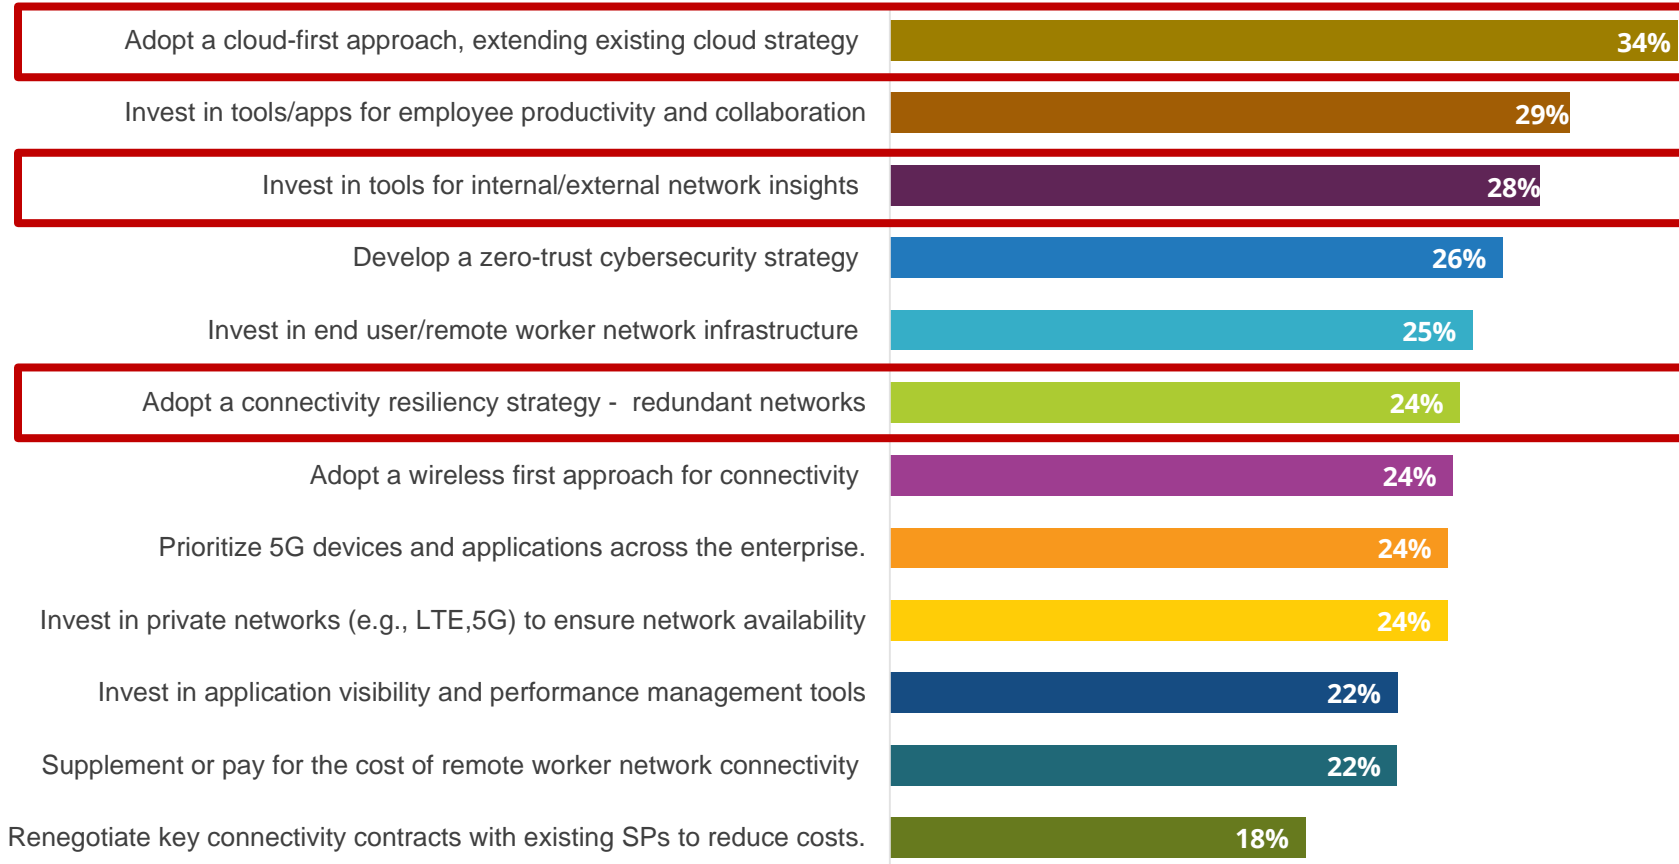 Adopt a cloud-first approach, extending existing cloud strategy 34%
Invest in tools/apps for employee productivity and collaboration 29%
Invest in tools for internal/external network insights 28%
Develop a zero-trust cybersecurity strategy 26%
Invest in end user/remote worker network infrastructure 25%
Adopt a connectivity resiliency strategy -  redundant networks 24%
Adopt a wireless first approach for connectivity 24%
Prioritize 5G devices and applications across the enterprise. 24%
Invest in private networks (e.g., LTE,5G) to ensure network availability 24%
Invest in application visibility and performance management tools 22%
Supplement or pay for the cost of remote worker network connectivity 22%
Renegotiate key connectivity contracts with existing SPs to reduce costs. 18%